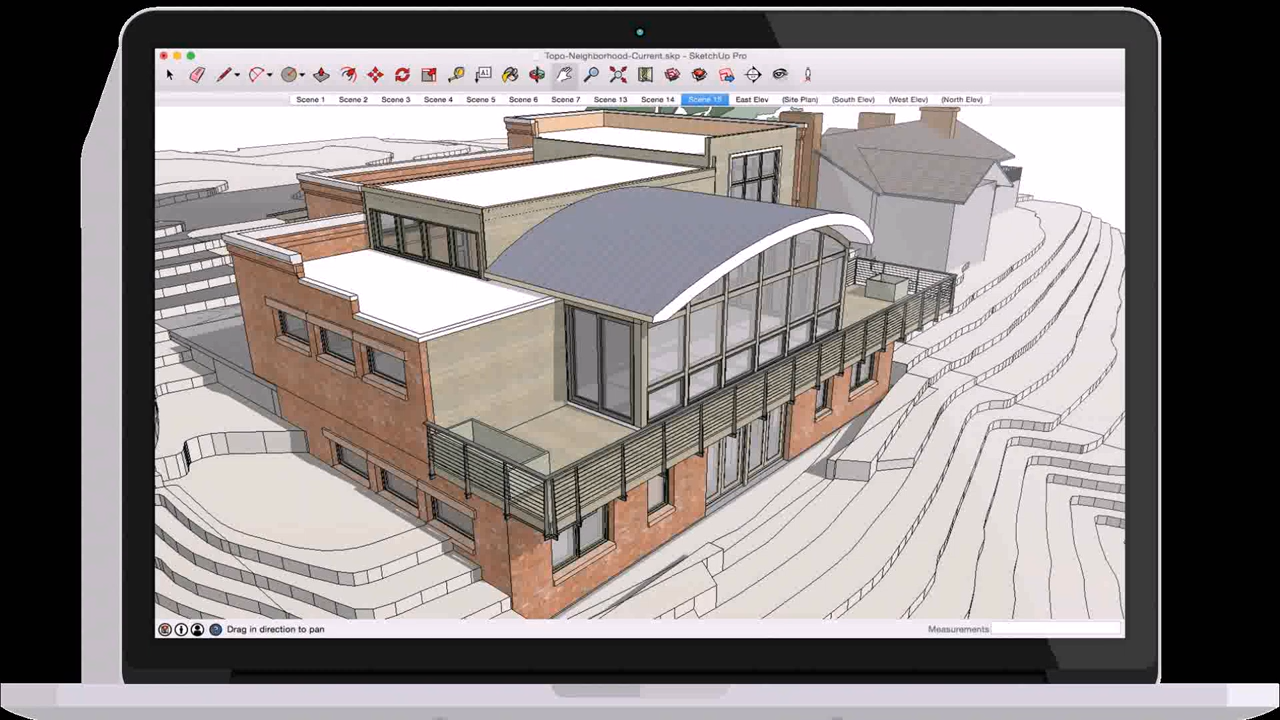 Topo-Neighborhood-Current.skp - SketchUp Pro
A1
Scene 1 Scene 2 Scene 3 Scene 4 Scene 5 Scene 6 Scene 7 Scene 13 Scene 14 Scene 15 East Elev (Site Plan) (South Elev) (West Elev) (North Elev)
Drag in direction to pan Measurements